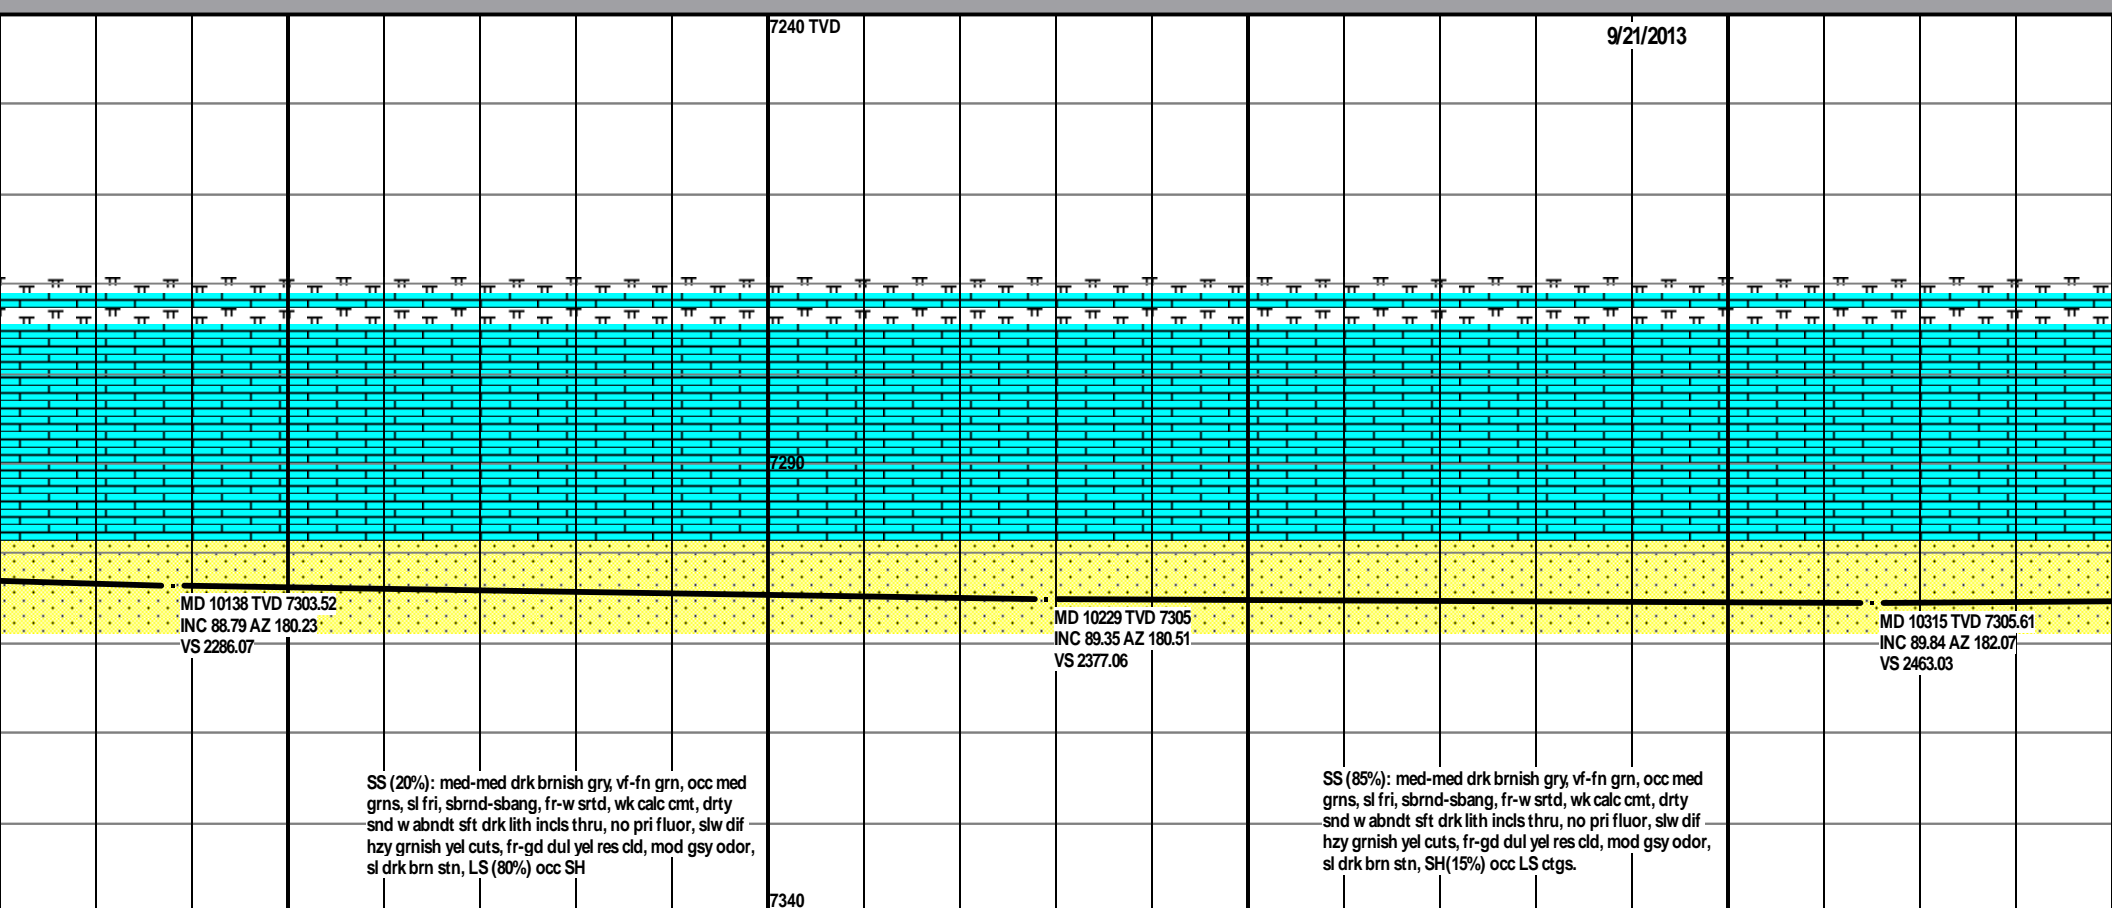 7240 TVD
9/21/2013
7290
MD 10138 TVD 7303.52
INC 88.79 AZ 180.23
VS 2286.07
MD 10229 TVD 7305
INC 89.35 AZ 180.51
VS 2377.06
MD 10315 TVD 7305.61
INC 89.84 AZ 182.07
VS 2463.03
SS (20%): med-med drk brnish gry, vf-fn grn, occ med
grns, sl fri, sbrnd-sbang, fr-w srtd, wk calc cmt, drty
snd w abndt sft drk lith incls thru, no pri fluor, slw dif
hzy grnish yel cuts, fr-gd dul yel res cld, mod gsy odor,
sl drk brn stn, LS (80%) occ SH
SS (85%): med-med drk brnish gry, vf-fn grn, occ med
grns, sl fri, sbrnd-sbang, fr-w srtd, wk calc cmt, drty
snd w abndt sft drk lith incls thru, no pri fluor, slw dif
hzy grnish yel cuts, fr-gd dul yel res cld, mod gsy odor,
sl drk brn stn, SH(15%) occ LS ctgs.
7340